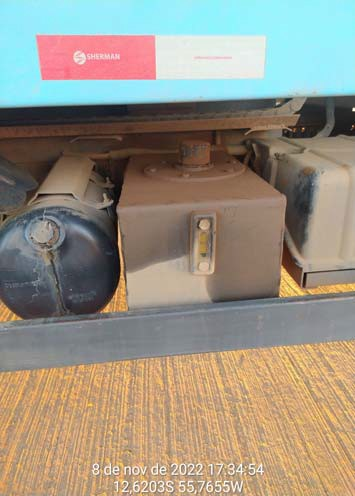 SHERMAN
8 de nov de 2022 17:34:54
12,6203S 55,7655W